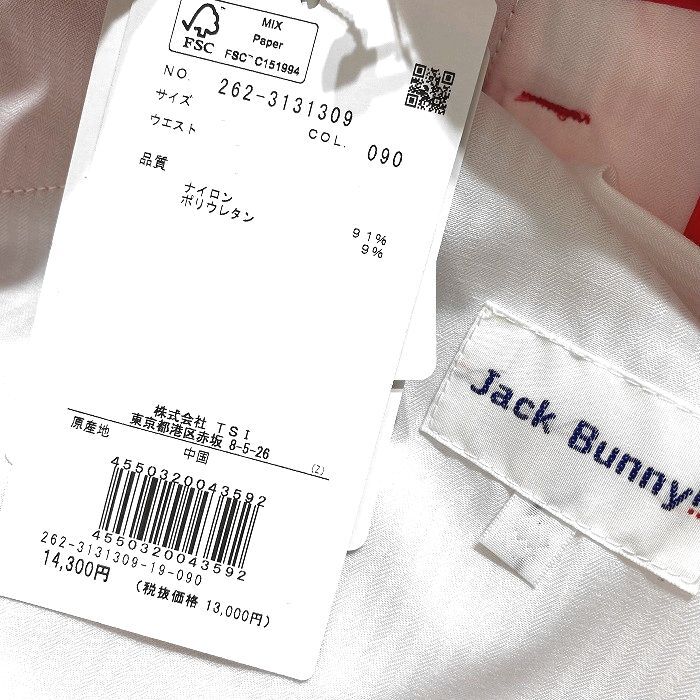 FSC
MIX
Paper
FSC™ C151994
NO. 262-3131309
サイズ
COL. 090
ウエスト
品質
ナイロン 91%
ポリウレタン 9%
株式会社 TSI
東京都港区赤坂 8-5-26
原産地 中国 (Z)
4550320043592
4550320043592
262-3131309-19-090
14,300円 (税抜価格 13,000円)
Jack Bunny!!